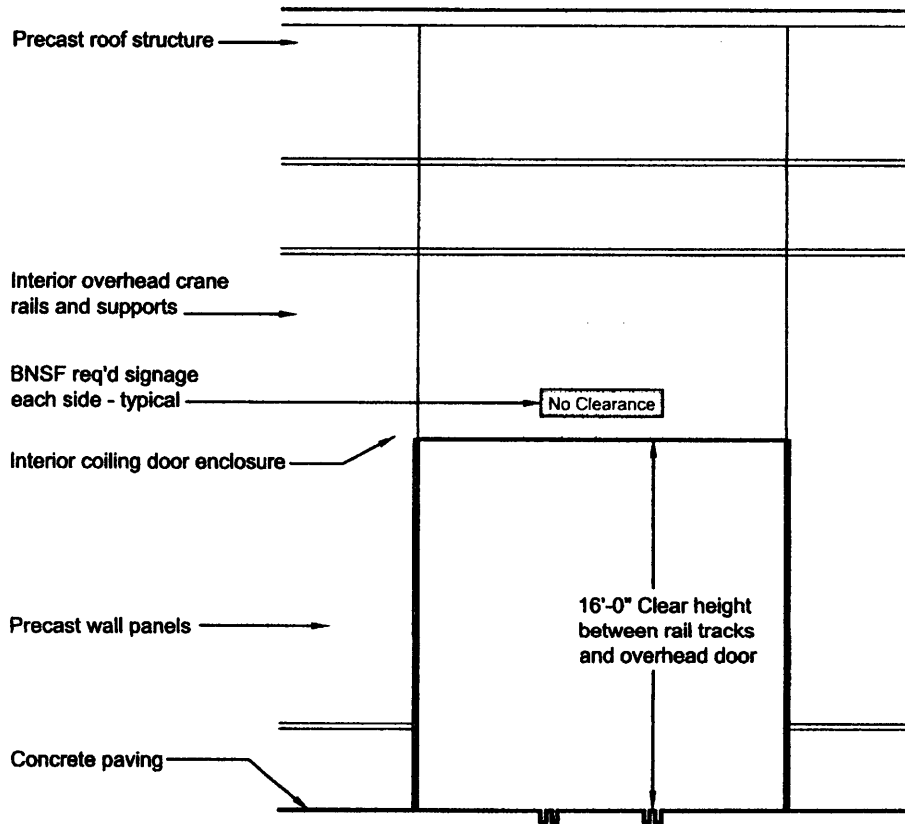 Precast roof structure
Interior overhead crane
rails and supports
BNSF req'd signage
each side - typical
No Clearance
Interior coiling door enclosure
16'-0" Clear height
between rail tracks
and overhead door
Precast wall panels
Concrete paving